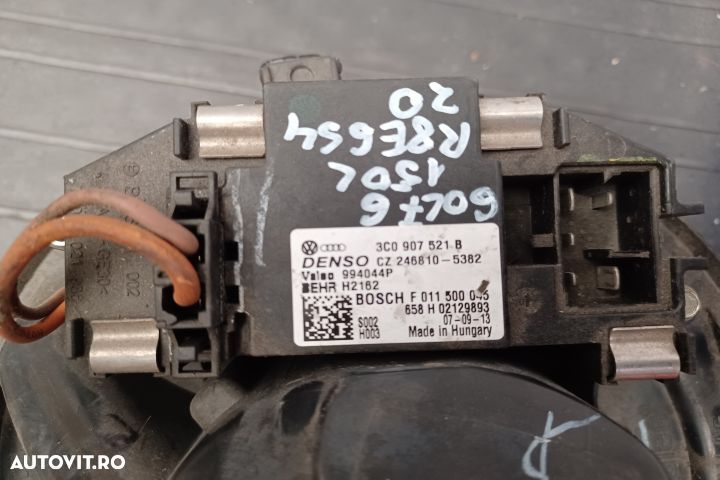 GOLF 6
150L
R8E654
20
3C0 907 521 B
DENSO CZ 246810-5382
Valeo 994044P
BEHR H2162
BOSCH F 011 500 045
658 H 02129893
S002 07-09-13
H003 Made in Hungary
AUTOVIT.RO